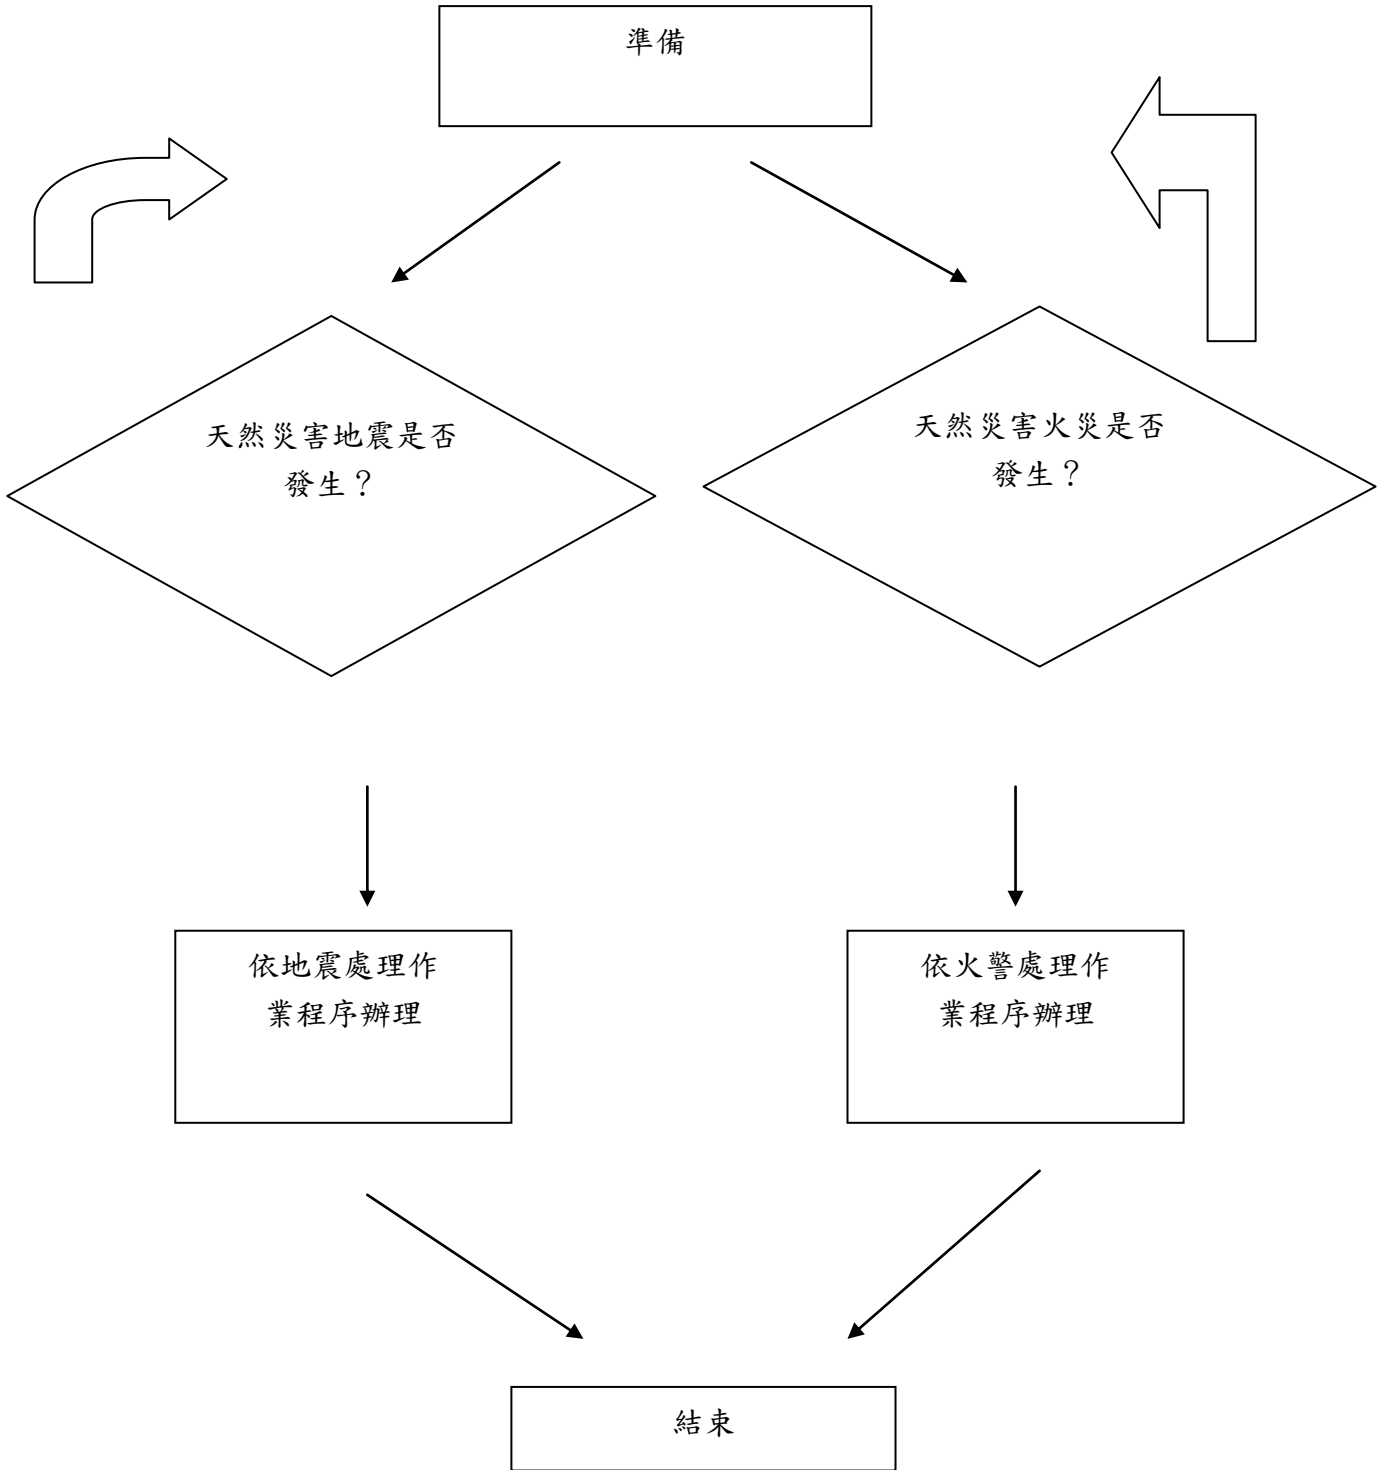 準備
天然災害地震是否
發生？
天然災害火災是否
發生？
依地震處理作
業程序辦理
依火警處理作
業程序辦理
結束